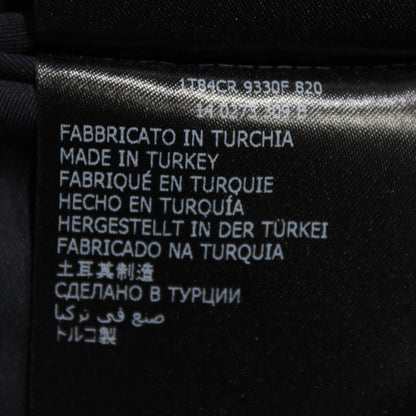 1TB4CR 9330F 820
FABBRICATO IN TURCHIA
MADE IN TURKEY
FABRIQUÉ EN TURQUIE
HECHO EN TURQUÍA
HERGESTELLT IN DER TÜRKEI
FABRICADO NA TURQUIA
土耳其制造
СДЕЛАНО В ТУРЦИИ
صنع في تركيا
トルコ製